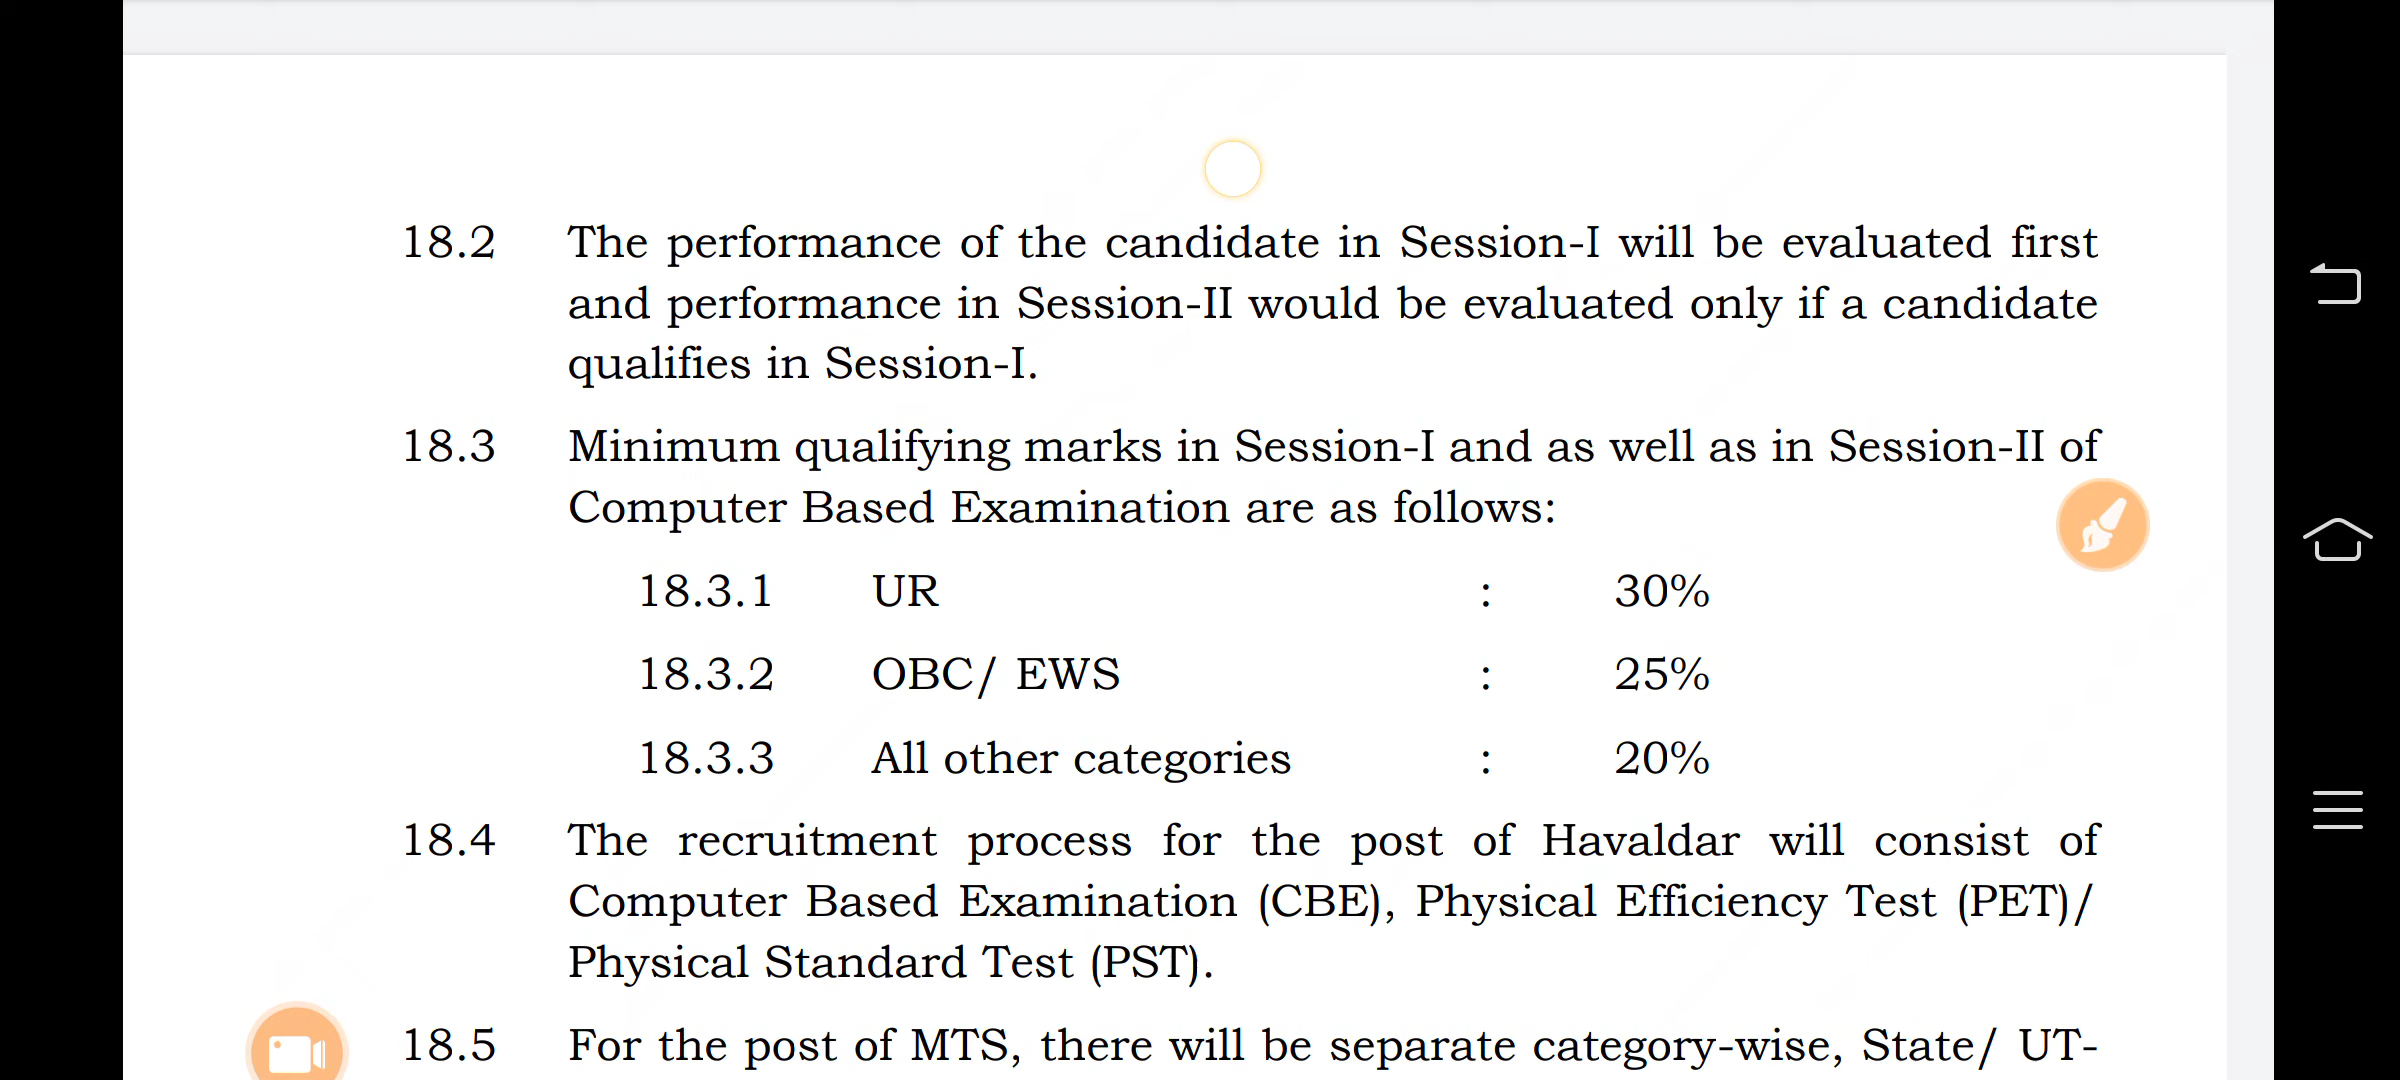 18.2 The performance of the candidate in Session-I will be evaluated first
and performance in Session-II would be evaluated only if a candidate
qualifies in Session-I.
18.3 Minimum qualifying marks in Session-I and as well as in Session-II of
Computer Based Examination are as follows:
18.3.1 UR : 30%
18.3.2 OBC/ EWS : 25%
18.3.3 All other categories : 20%
18.4 The recruitment process for the post of Havaldar will consist of
Computer Based Examination (CBE), Physical Efficiency Test (PET)/
Physical Standard Test (PST).
18.5 For the post of MTS, there will be separate category-wise, State/ UT-